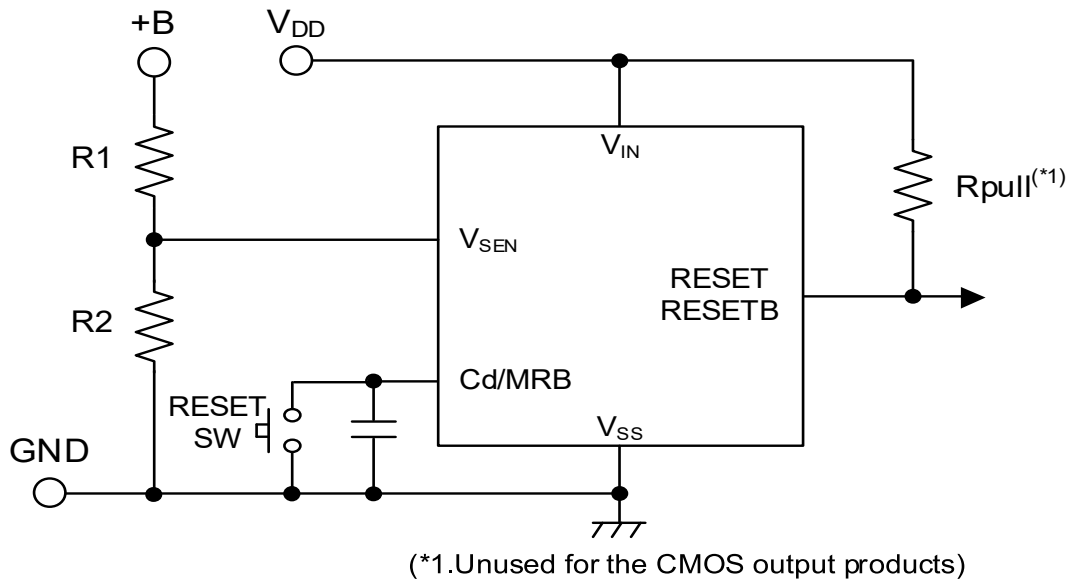 +B
VDD
R1
VIN
Rpull(*1)
VSEN
R2
RESET
RESETB
Cd/MRB
RESET
SW
VSS
GND
(*1.Unused for the CMOS output products)